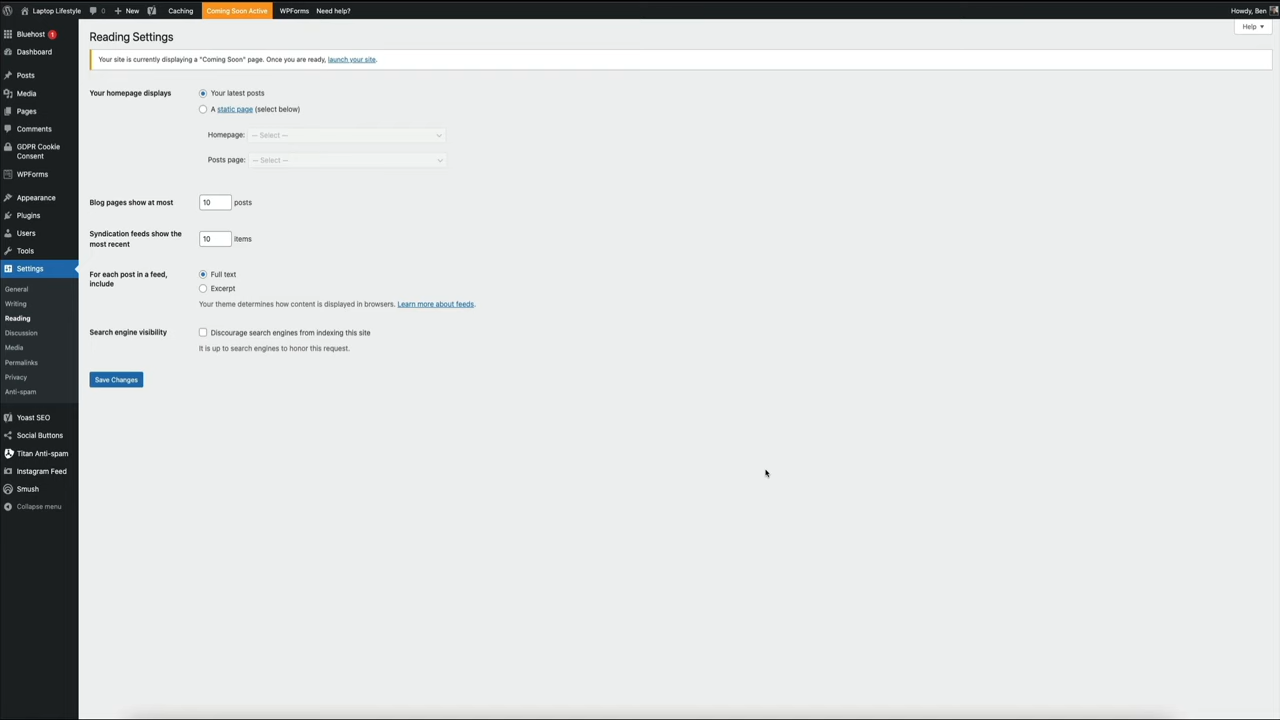 Laptop Lifestyle 0 New Caching Coming Soon Active WPForms Need help? Howdy, Ben
Help
Bluehost 1
Dashboard
Posts
Media
Pages
Comments
GDPR Cookie
Consent
WPForms
Appearance
Plugins
Users
Tools
Settings
General
Writing
Reading
Discussion
Media
Permalinks
Privacy
Anti-spam
Yoast SEO
Social Buttons
Titan Anti-spam
Instagram Feed
Smush
Collapse menu
Reading Settings
Your site is currently displaying a "Coming Soon" page. Once you are ready, launch your site.
Your homepage displays
Your latest posts
A static page (select below)
Homepage: — Select —
Posts page: — Select —
Blog pages show at most 10 posts
Syndication feeds show the
most recent
10 items
For each post in a feed,
include
Full text
Excerpt
Your theme determines how content is displayed in browsers. Learn more about feeds.
Search engine visibility
Discourage search engines from indexing this site
It is up to search engines to honor this request.
Save Changes